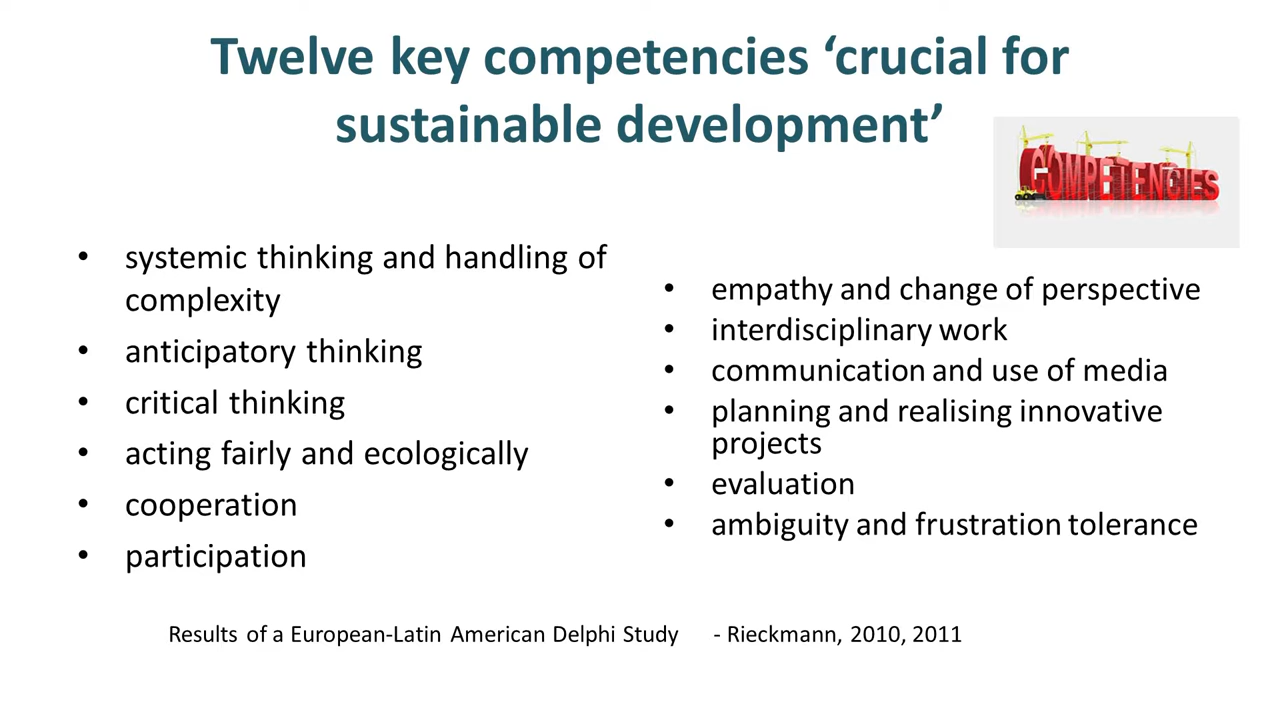 Twelve key competencies ‘crucial for
sustainable development’
COMPETENCIES
• systemic thinking and handling of
complexity
• anticipatory thinking
• critical thinking
• acting fairly and ecologically
• cooperation
• participation
• empathy and change of perspective
• interdisciplinary work
• communication and use of media
• planning and realising innovative
projects
• evaluation
• ambiguity and frustration tolerance
Results of a European-Latin American Delphi Study - Rieckmann, 2010, 2011